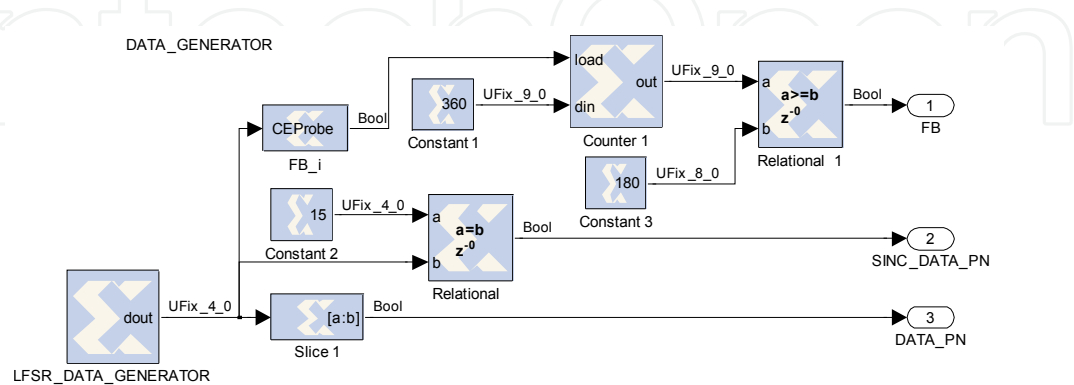 DATA_GENERATOR
load
out
din
Counter 1
UFix_9_0
360
Constant 1
UFix_9_0
a
a>=b
z-0
b
Relational 1
Bool
1
FB
CEProbe
FB_i
Bool
180
Constant 3
UFix_8_0
15
Constant 2
UFix_4_0
a
a=b
z-0
b
Relational
Bool
2
SINC_DATA_PN
dout
LFSR_DATA_GENERATOR
UFix_4_0
[a:b]
Slice 1
Bool
3
DATA_PN